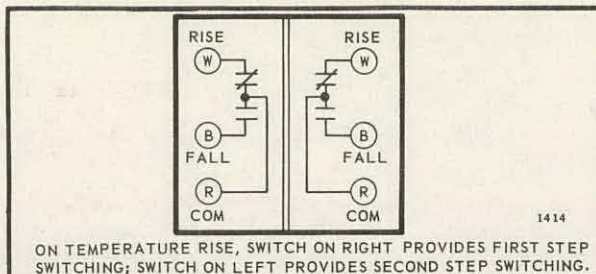 RISE RISE
W W
B B
FALL FALL
R R
COM COM
1414
ON TEMPERATURE RISE, SWITCH ON RIGHT PROVIDES FIRST STEP
SWITCHING; SWITCH ON LEFT PROVIDES SECOND STEP SWITCHING.